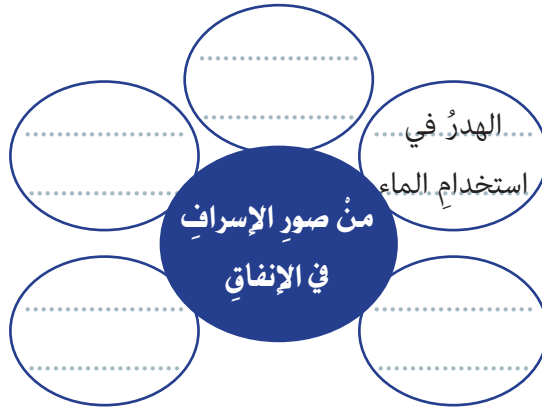 الهدرُ في
استخدامِ الماء
منْ صورِ الإسرافِ
في الإنفاقِ